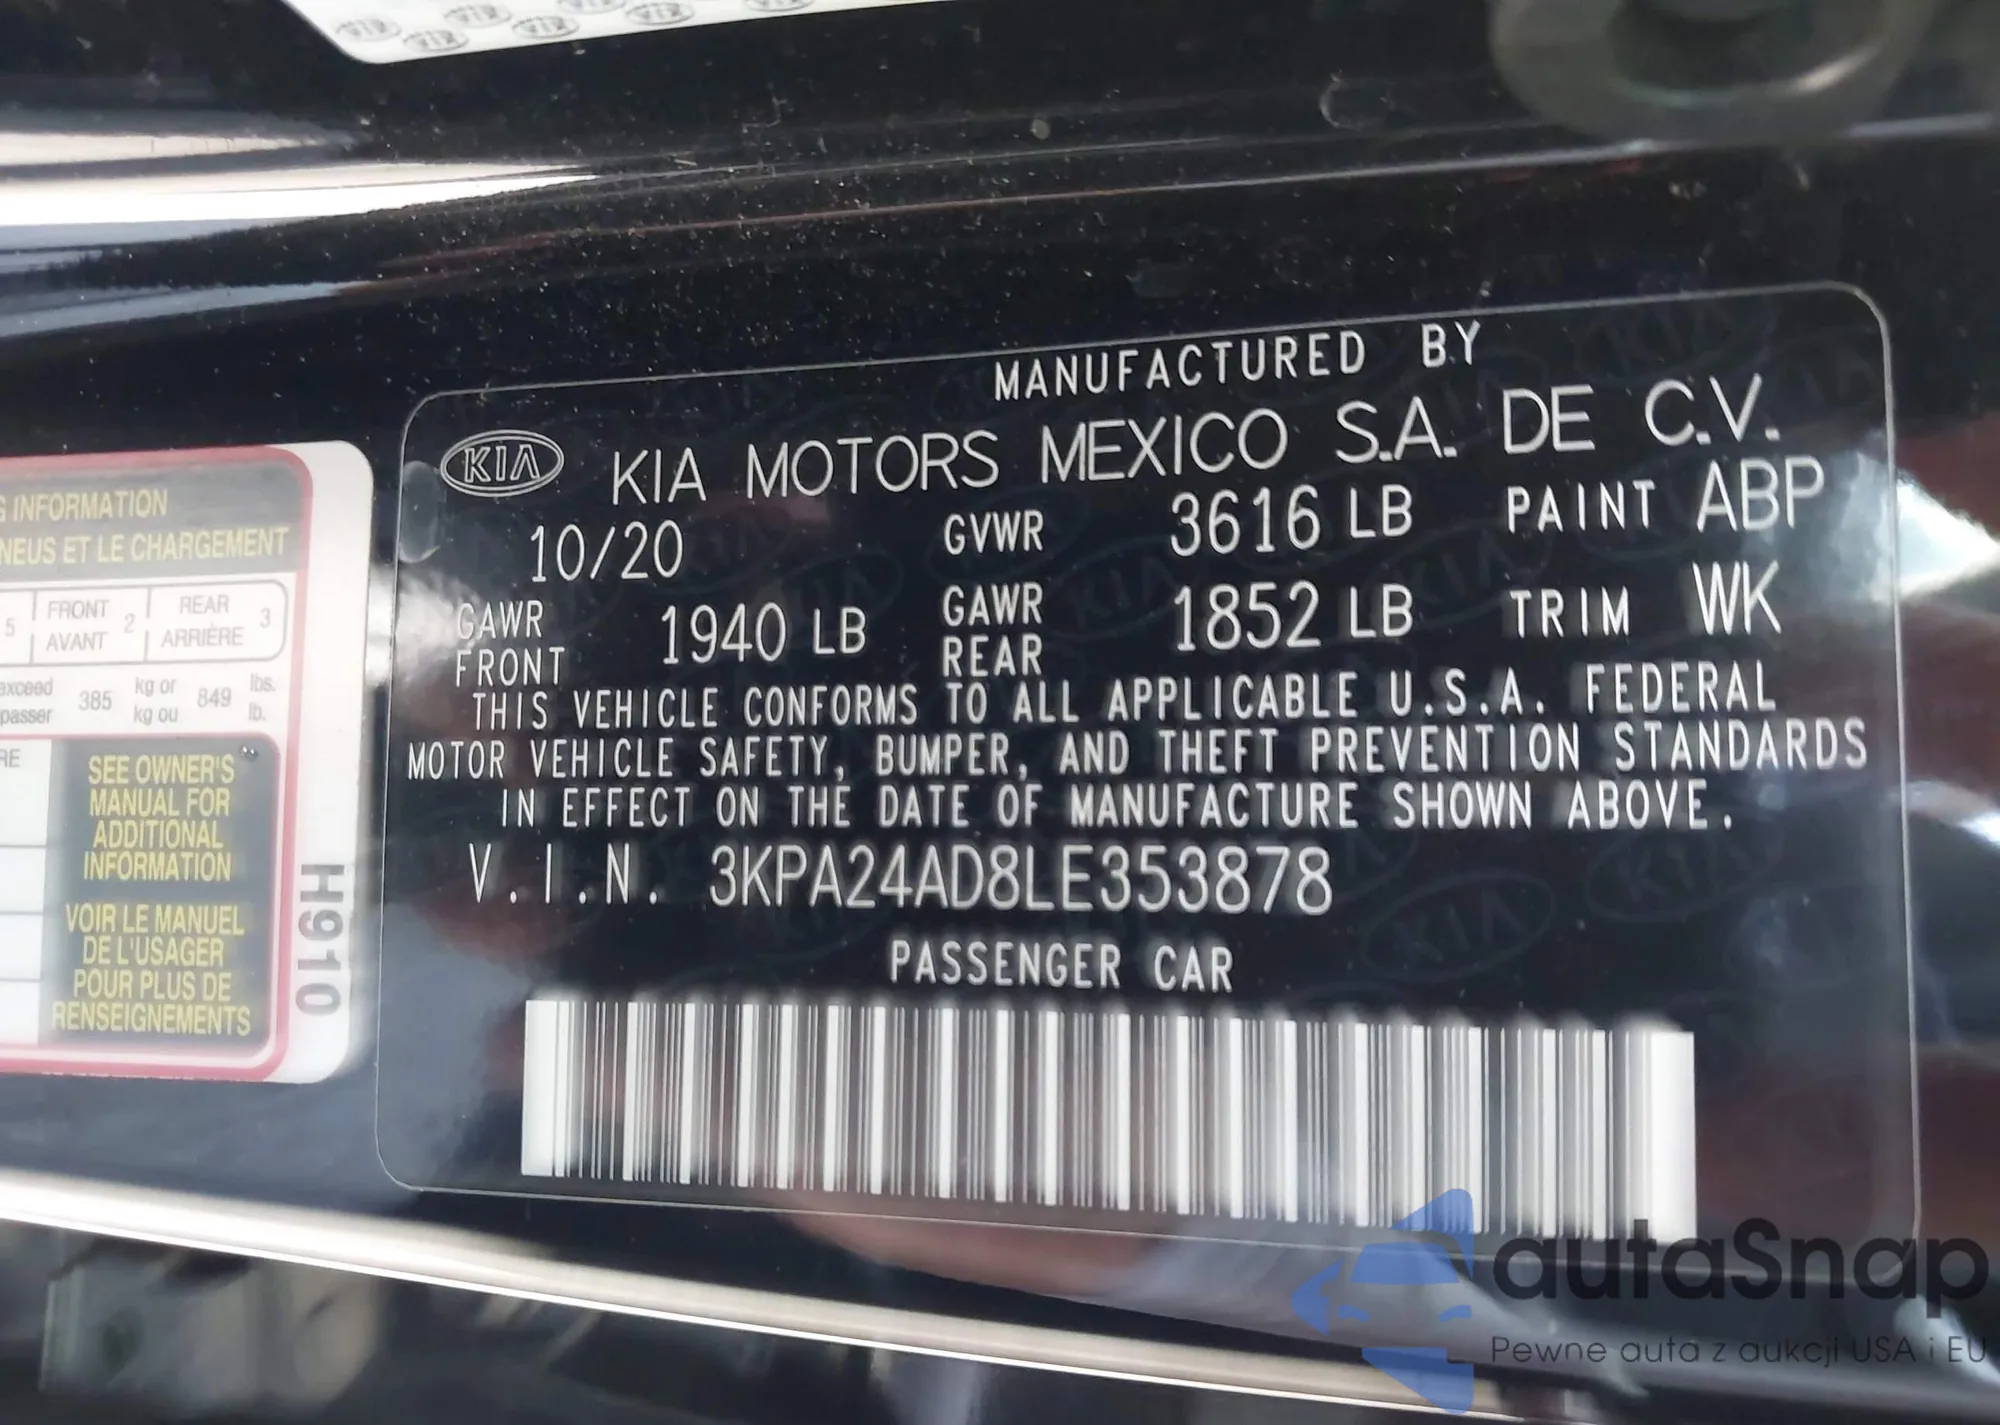 MANUFACTURED BY
KIA KIA MOTORS MEXICO S.A. DE C.V.
10/20 GVWR 3616 LB PAINT ABP
GAWR FRONT 1940 LB GAWR REAR 1852 LB TRIM WK
THIS VEHICLE CONFORMS TO ALL APPLICABLE U.S.A. FEDERAL
MOTOR VEHICLE SAFETY, BUMPER, AND THEFT PREVENTION STANDARDS
IN EFFECT ON THE DATE OF MANUFACTURE SHOWN ABOVE.
V.I.N. 3KPA24AD8LE353878
PASSENGER CAR
G INFORMATION
NEUS ET LE CHARGEMENT
5 FRONT AVANT 2 REAR ARRIÈRE 3
exceed passer 385 kg or kg ou 849 lbs. lb.
RE
SEE OWNER'S
MANUAL FOR
ADDITIONAL
INFORMATION
VOIR LE MANUEL
DE L'USAGER
POUR PLUS DE
RENSEIGNEMENTS
H910
autaSnap
Pewne auta z aukcji USA i EU